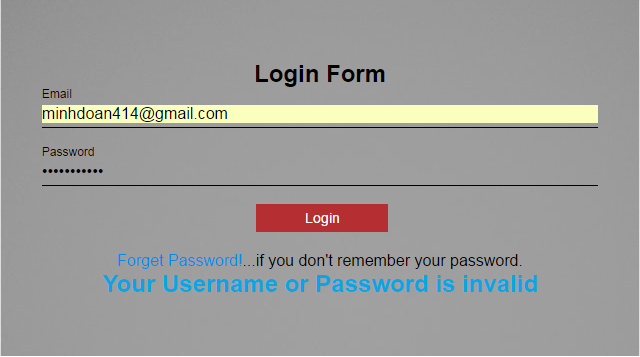 Login Form
Email
minhdoan414@gmail.com
Password
•••••••••••
Login
Forget Password!...if you don't remember your password.
Your Username or Password is invalid